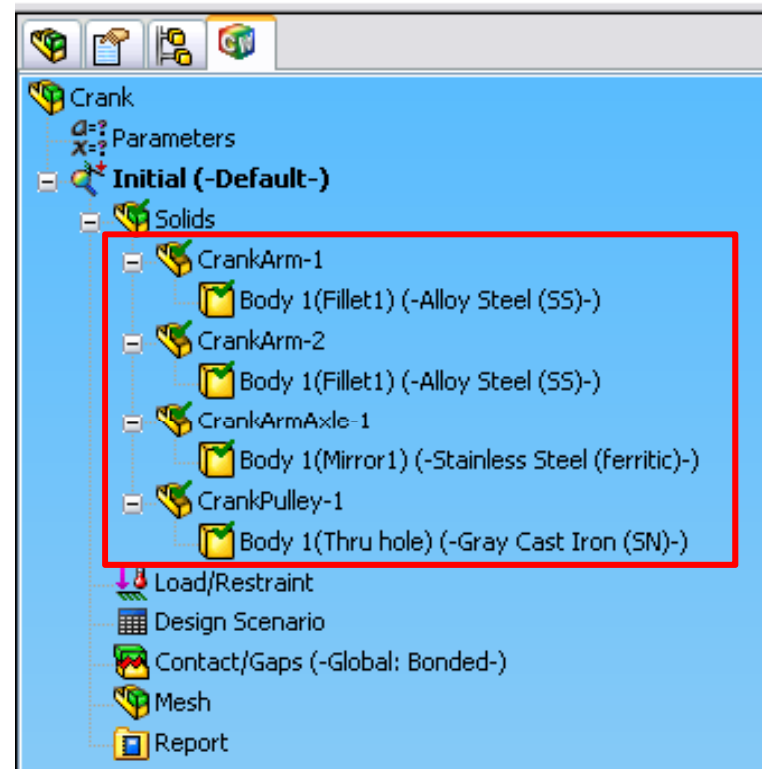 Crank
a=?
x=? Parameters
Initial (-Default-)
Solids
CrankArm-1
Body 1(Fillet1) (-Alloy Steel (SS)-)
CrankArm-2
Body 1(Fillet1) (-Alloy Steel (SS)-)
CrankArmAxle-1
Body 1(Mirror1) (-Stainless Steel (ferritic)-)
CrankPulley-1
Body 1(Thru hole) (-Gray Cast Iron (SN)-)
Load/Restraint
Design Scenario
Contact/Gaps (-Global: Bonded-)
Mesh
Report